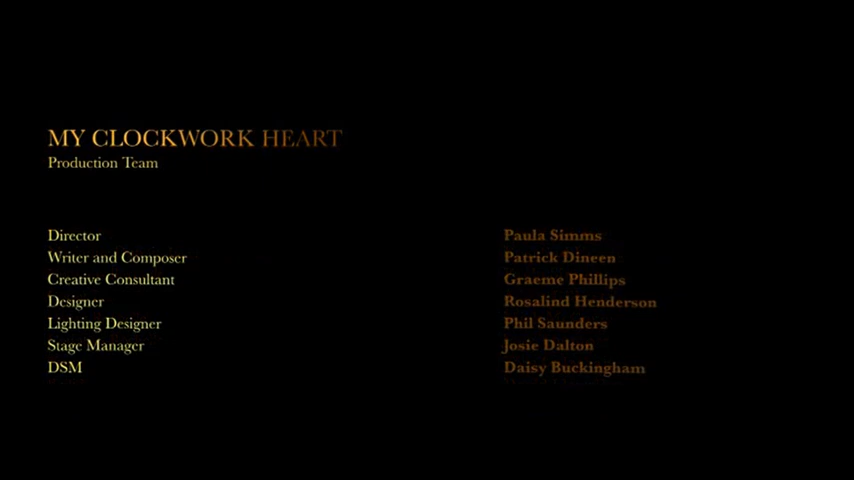 MY CLOCKWORK HEART
Production Team
Director Paula Simms
Writer and Composer Patrick Dineen
Creative Consultant Graeme Phillips
Designer Rosalind Henderson
Lighting Designer Phil Saunders
Stage Manager Josie Dalton
DSM Daisy Buckingham